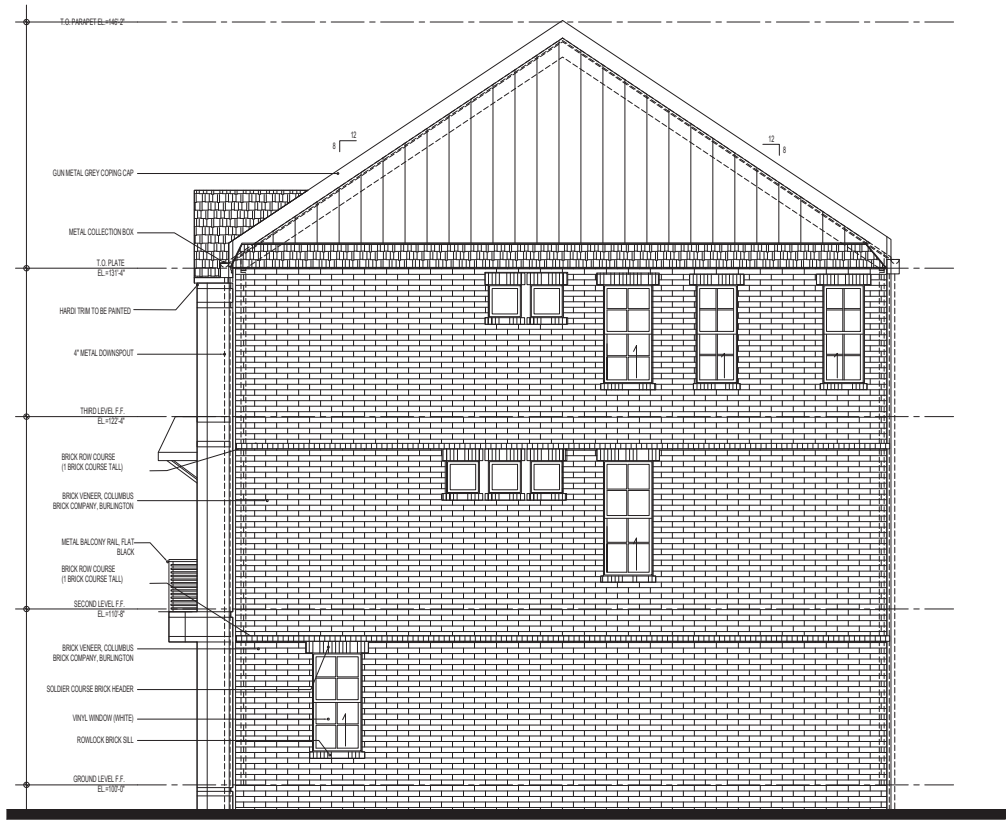 T.O. PARAPET EL.=146'-2"
12
8
12
8
GUN METAL GREY COPING CAP
METAL COLLECTION BOX
T.O. PLATE
EL.=131'-4"
HARDI TRIM TO BE PAINTED
4" METAL DOWNSPOUT
THIRD LEVEL F.F.
EL.=122'-4"
BRICK ROW COURSE
(1 BRICK COURSE TALL)
BRICK VENEER, COLUMBUS
BRICK COMPANY, BURLINGTON
METAL BALCONY RAIL, FLAT
BLACK
BRICK ROW COURSE
(1 BRICK COURSE TALL)
SECOND LEVEL F.F.
EL.=110'-8"
BRICK VENEER, COLUMBUS
BRICK COMPANY, BURLINGTON
SOLDIER COURSE BRICK HEADER
VINYL WINDOW (WHITE)
ROWLOCK BRICK SILL
GROUND LEVEL F.F.
EL.=100'-0"